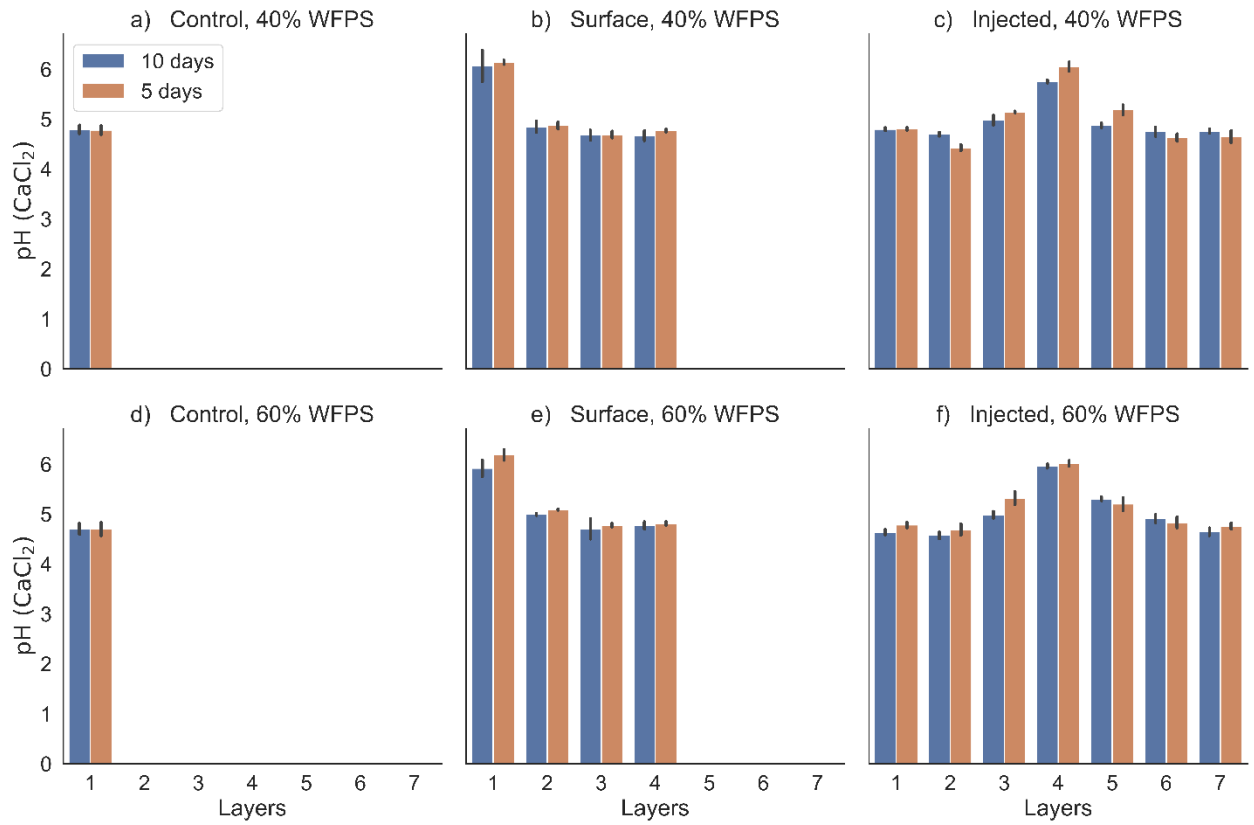 a) Control, 40% WFPS
b) Surface, 40% WFPS
c) Injected, 40% WFPS
10 days
5 days
pH (CaCl₂)
6
5
4
3
2
1
0
d) Control, 60% WFPS
e) Surface, 60% WFPS
f) Injected, 60% WFPS
pH (CaCl₂)
6
5
4
3
2
1
0
1 2 3 4 5 6 7
1 2 3 4 5 6 7
1 2 3 4 5 6 7
Layers
Layers
Layers